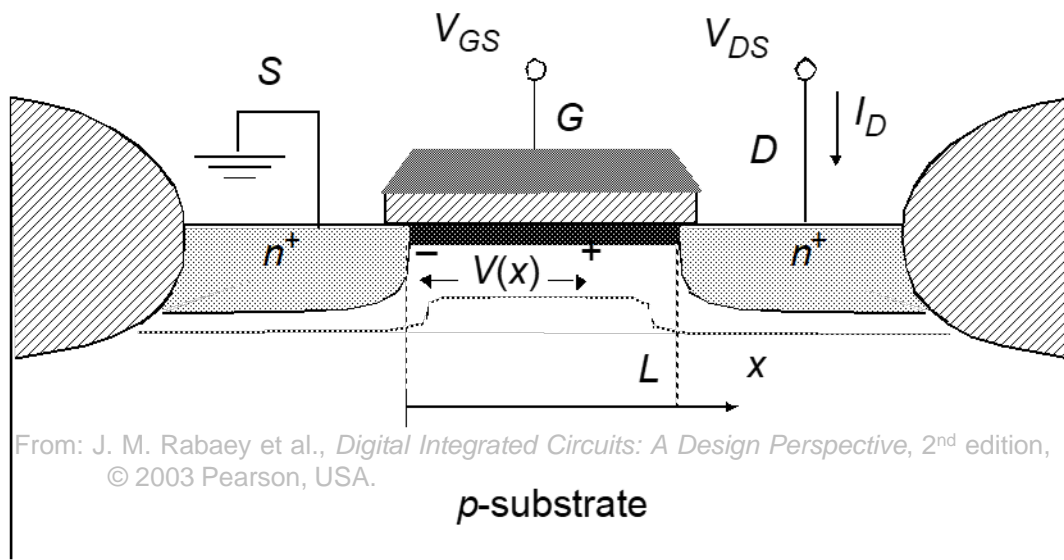 V_GS
V_DS
S
G
D
I_D
n+
n+
–
+
V(x)
L
x
From: J. M. Rabaey et al., Digital Integrated Circuits: A Design Perspective, 2nd edition,
© 2003 Pearson, USA.
p-substrate